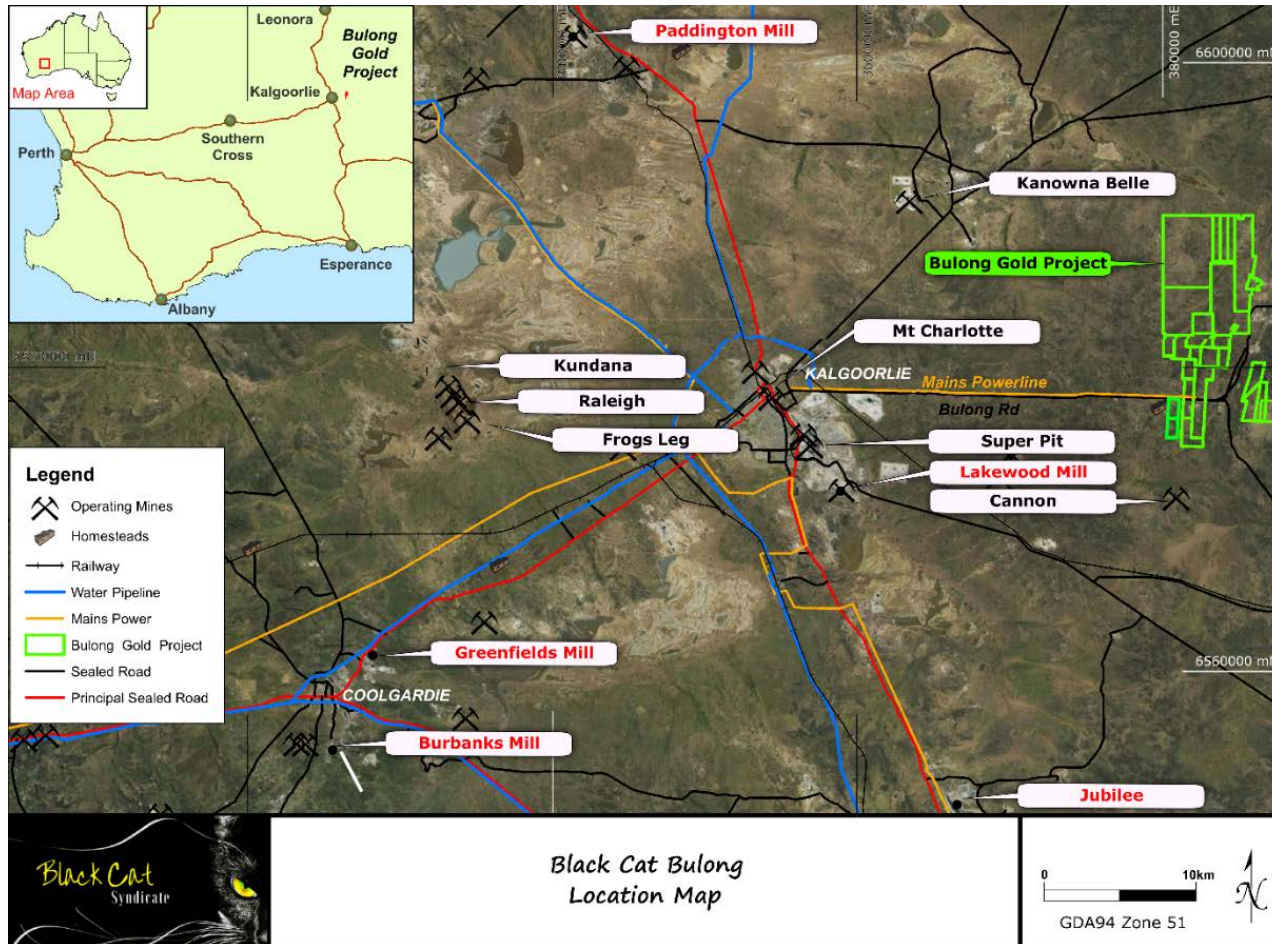 Leonora
Bulong
Gold
Project
Map Area
Kalgoorlie
Southern
Cross
Perth
Esperance
Albany
Paddington Mill
380000 mE
6600000 mN
Kanowna Belle
Bulong Gold Project
Mt Charlotte
KALGOORLIE
Kundana
Mains Powerline
Raleigh
Bulong Rd
Frogs Leg
Super Pit
Lakewood Mill
Cannon
Legend
Operating Mines
Homesteads
Railway
Water Pipeline
Mains Power
Bulong Gold Project
Sealed Road
Principal Sealed Road
Greenfields Mill
6560000 mN
COOLGARDIE
Burbanks Mill
Jubilee
Black Cat
Syndicate
Black Cat Bulong
Location Map
0 10km
GDA94 Zone 51
N